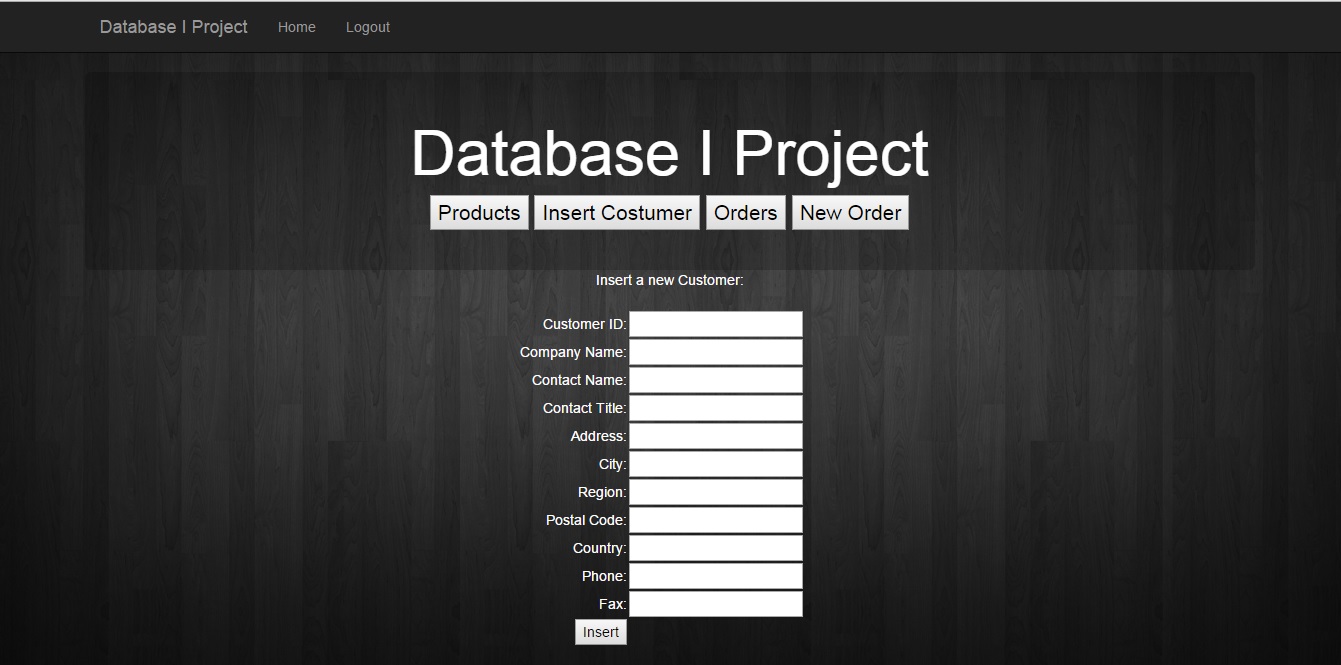 Database I Project Home Logout
Database I Project
Products Insert Costumer Orders New Order
Insert a new Customer:
Customer ID:
Company Name:
Contact Name:
Contact Title:
Address:
City:
Region:
Postal Code:
Country:
Phone:
Fax:
Insert